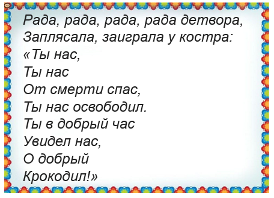 Рада, рада, рада, рада детвора,
Заплясала, заиграла у костра:
«Ты нас,
Ты нас
От смерти спас,
Ты нас освободил.
Ты в добрый час
Увидел нас,
О добрый
Крокодил!»